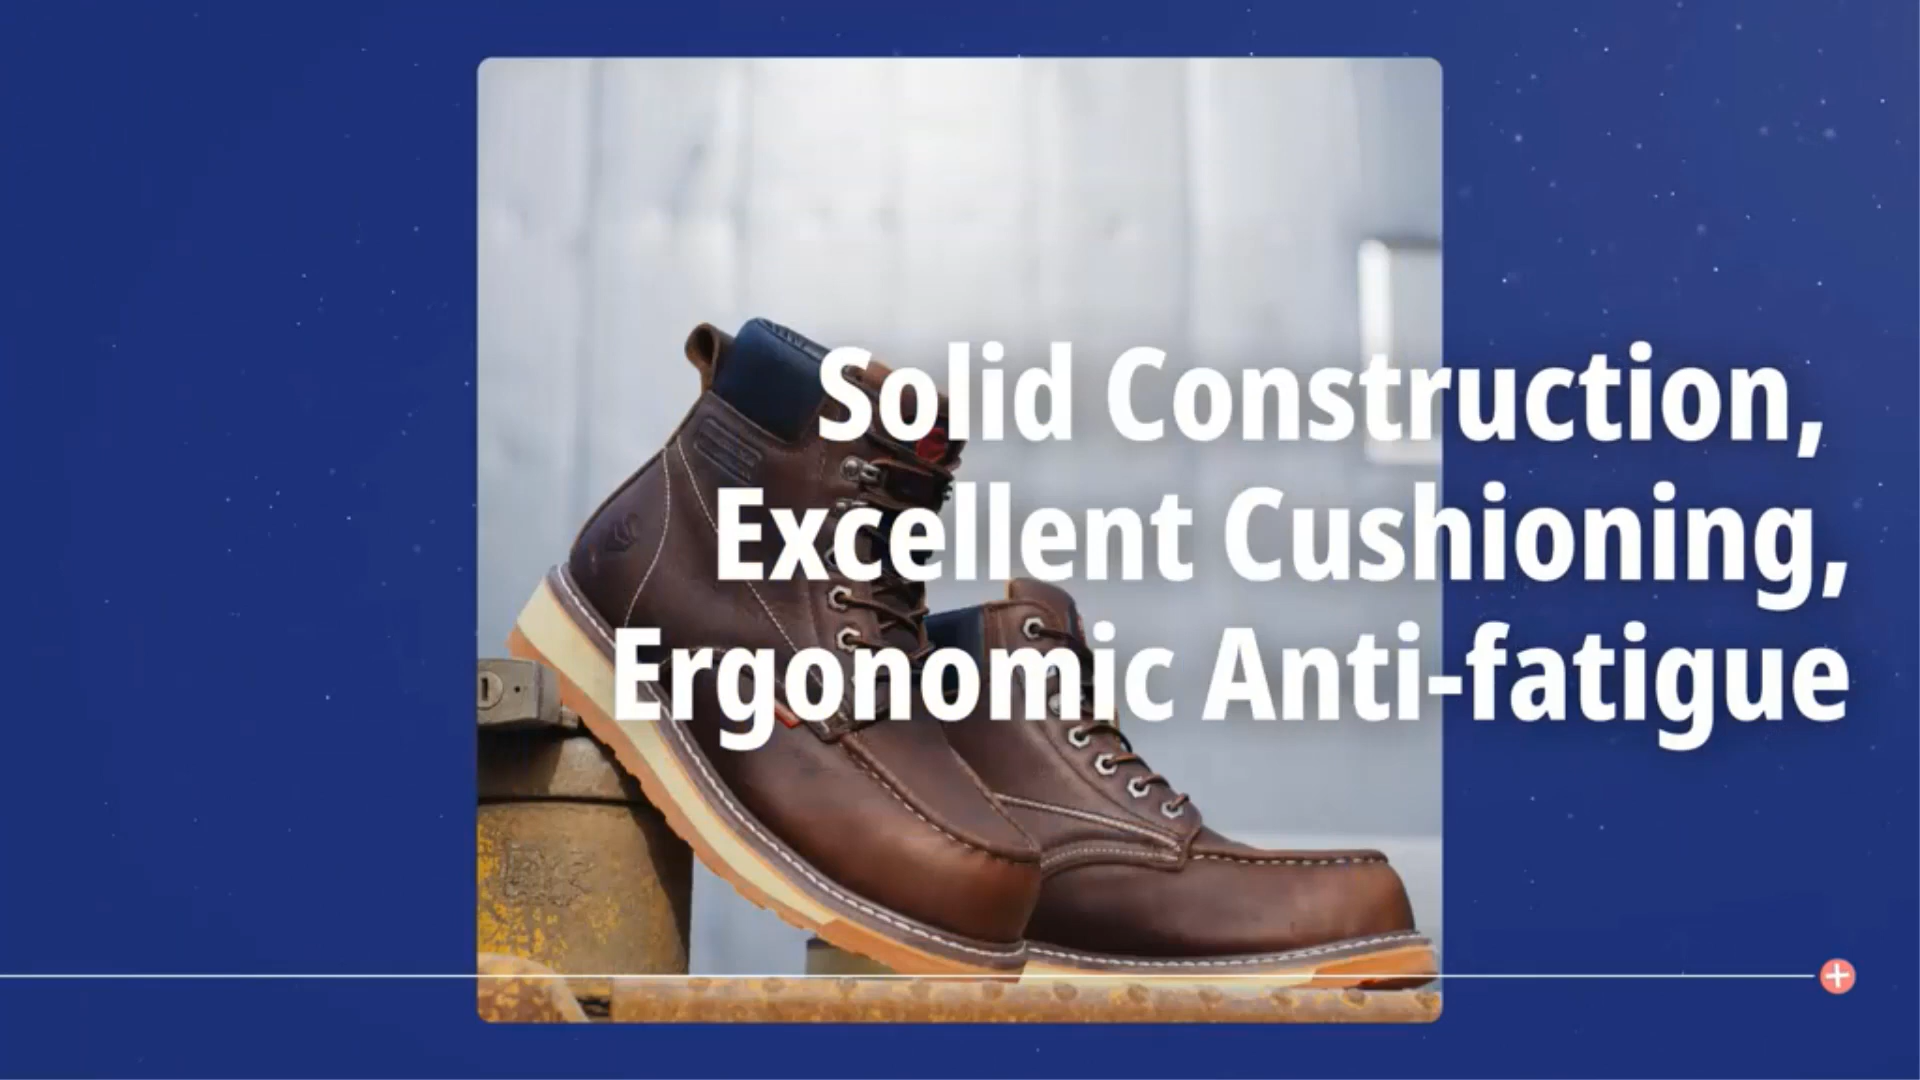 Solid Construction,
Excellent Cushioning,
Ergonomic Anti-fatigue